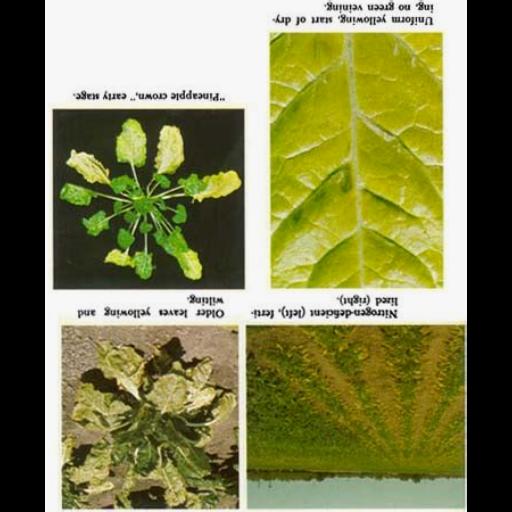 Nitrogen-deficient (left), ferti-
lized (right).
Older leaves yellowing and
wilting.
Uniform yellowing, start of dry-
ing, no green veining.
"Pineapple crown," early stage.